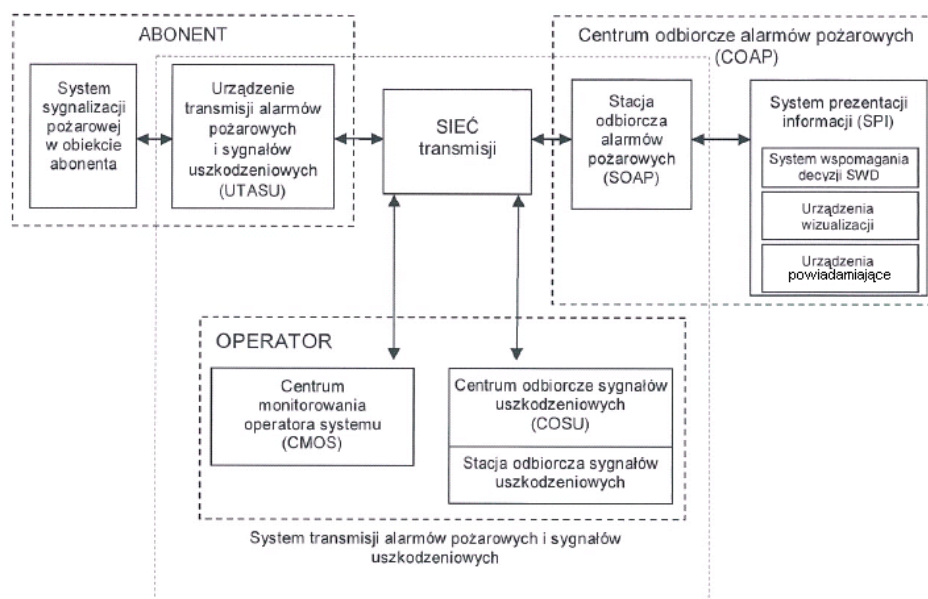 ABONENT
System
sygnalizacji
pożarowej
w obiekcie
abonenta
Urządzenie
transmisji alarmów
pożarowych
i sygnałów
uszkodzeniowych
(UTASU)
SIEĆ
transmisji
Centrum odbiorcze alarmów pożarowych
(COAP)
Stacja
odbiorcza
alarmów
pożarowych
(SOAP)
System prezentacji
informacji (SPI)
System wspomagania
decyzji SWD
Urządzenia
wizualizacji
Urządzenia
powiadamiające
OPERATOR
Centrum
monitorowania
operatora systemu
(CMOS)
Centrum odbiorcze sygnałów
uszkodzeniowych
(COSU)
Stacja odbiorcza sygnałów
uszkodzeniowych
System transmisji alarmów pożarowych i sygnałów
uszkodzeniowych